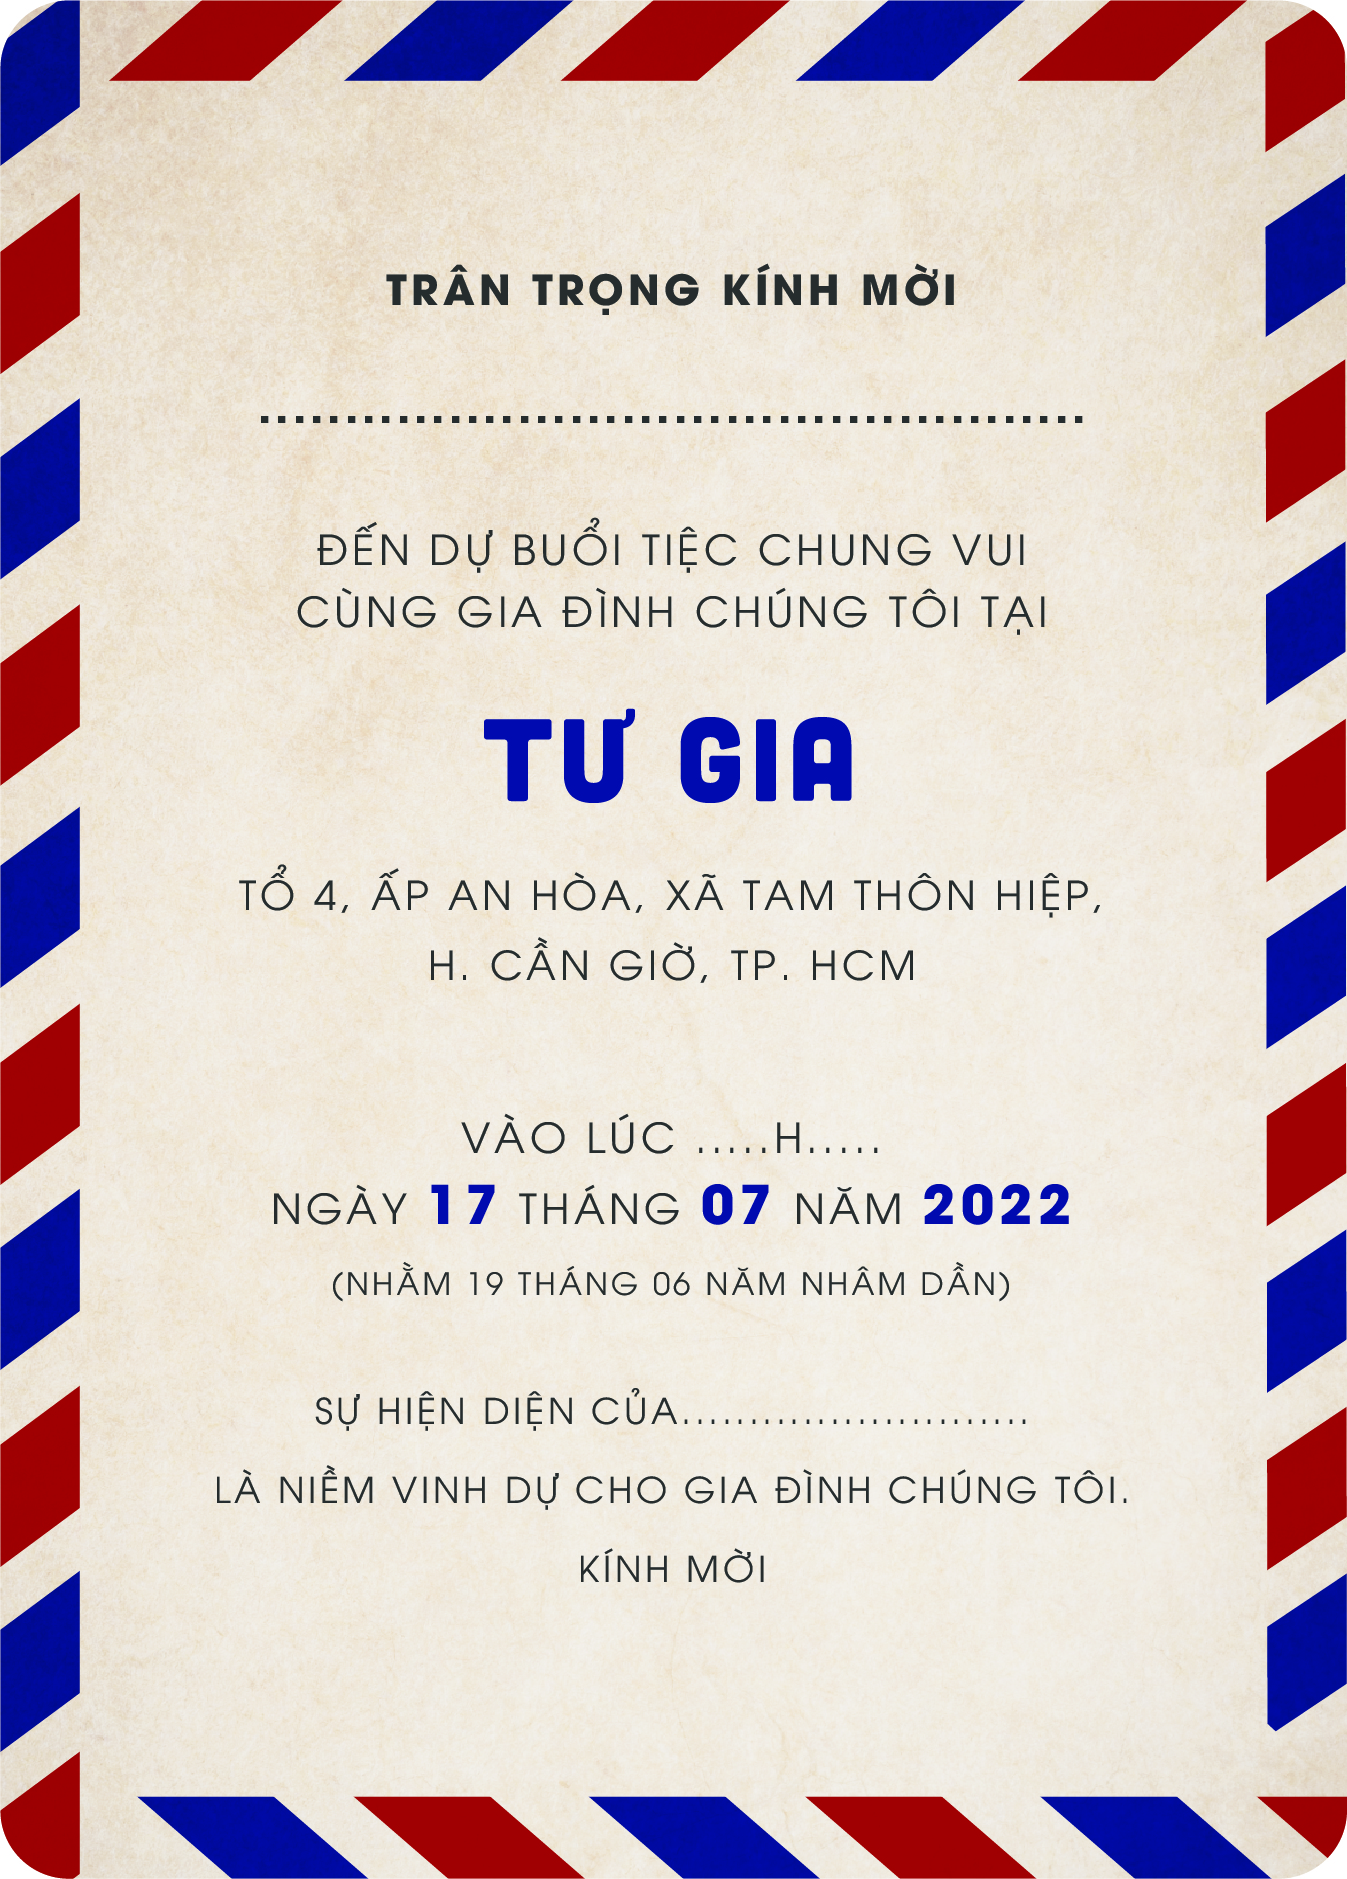 TRÂN TRỌNG KÍNH MỜI
................................................
ĐẾN DỰ BUỔI TIỆC CHUNG VUI
CÙNG GIA ĐÌNH CHÚNG TÔI TẠI
TƯ GIA
TỔ 4, ẤP AN HÒA, XÃ TAM THÔN HIỆP,
H. CẦN GIỜ, TP. HCM
VÀO LÚC .....H.....
NGÀY 17 THÁNG 07 NĂM 2022
(NHẰM 19 THÁNG 06 NĂM NHÂM DẦN)
SỰ HIỆN DIỆN CỦA..........................
LÀ NIỀM VINH DỰ CHO GIA ĐÌNH CHÚNG TÔI.
KÍNH MỜI